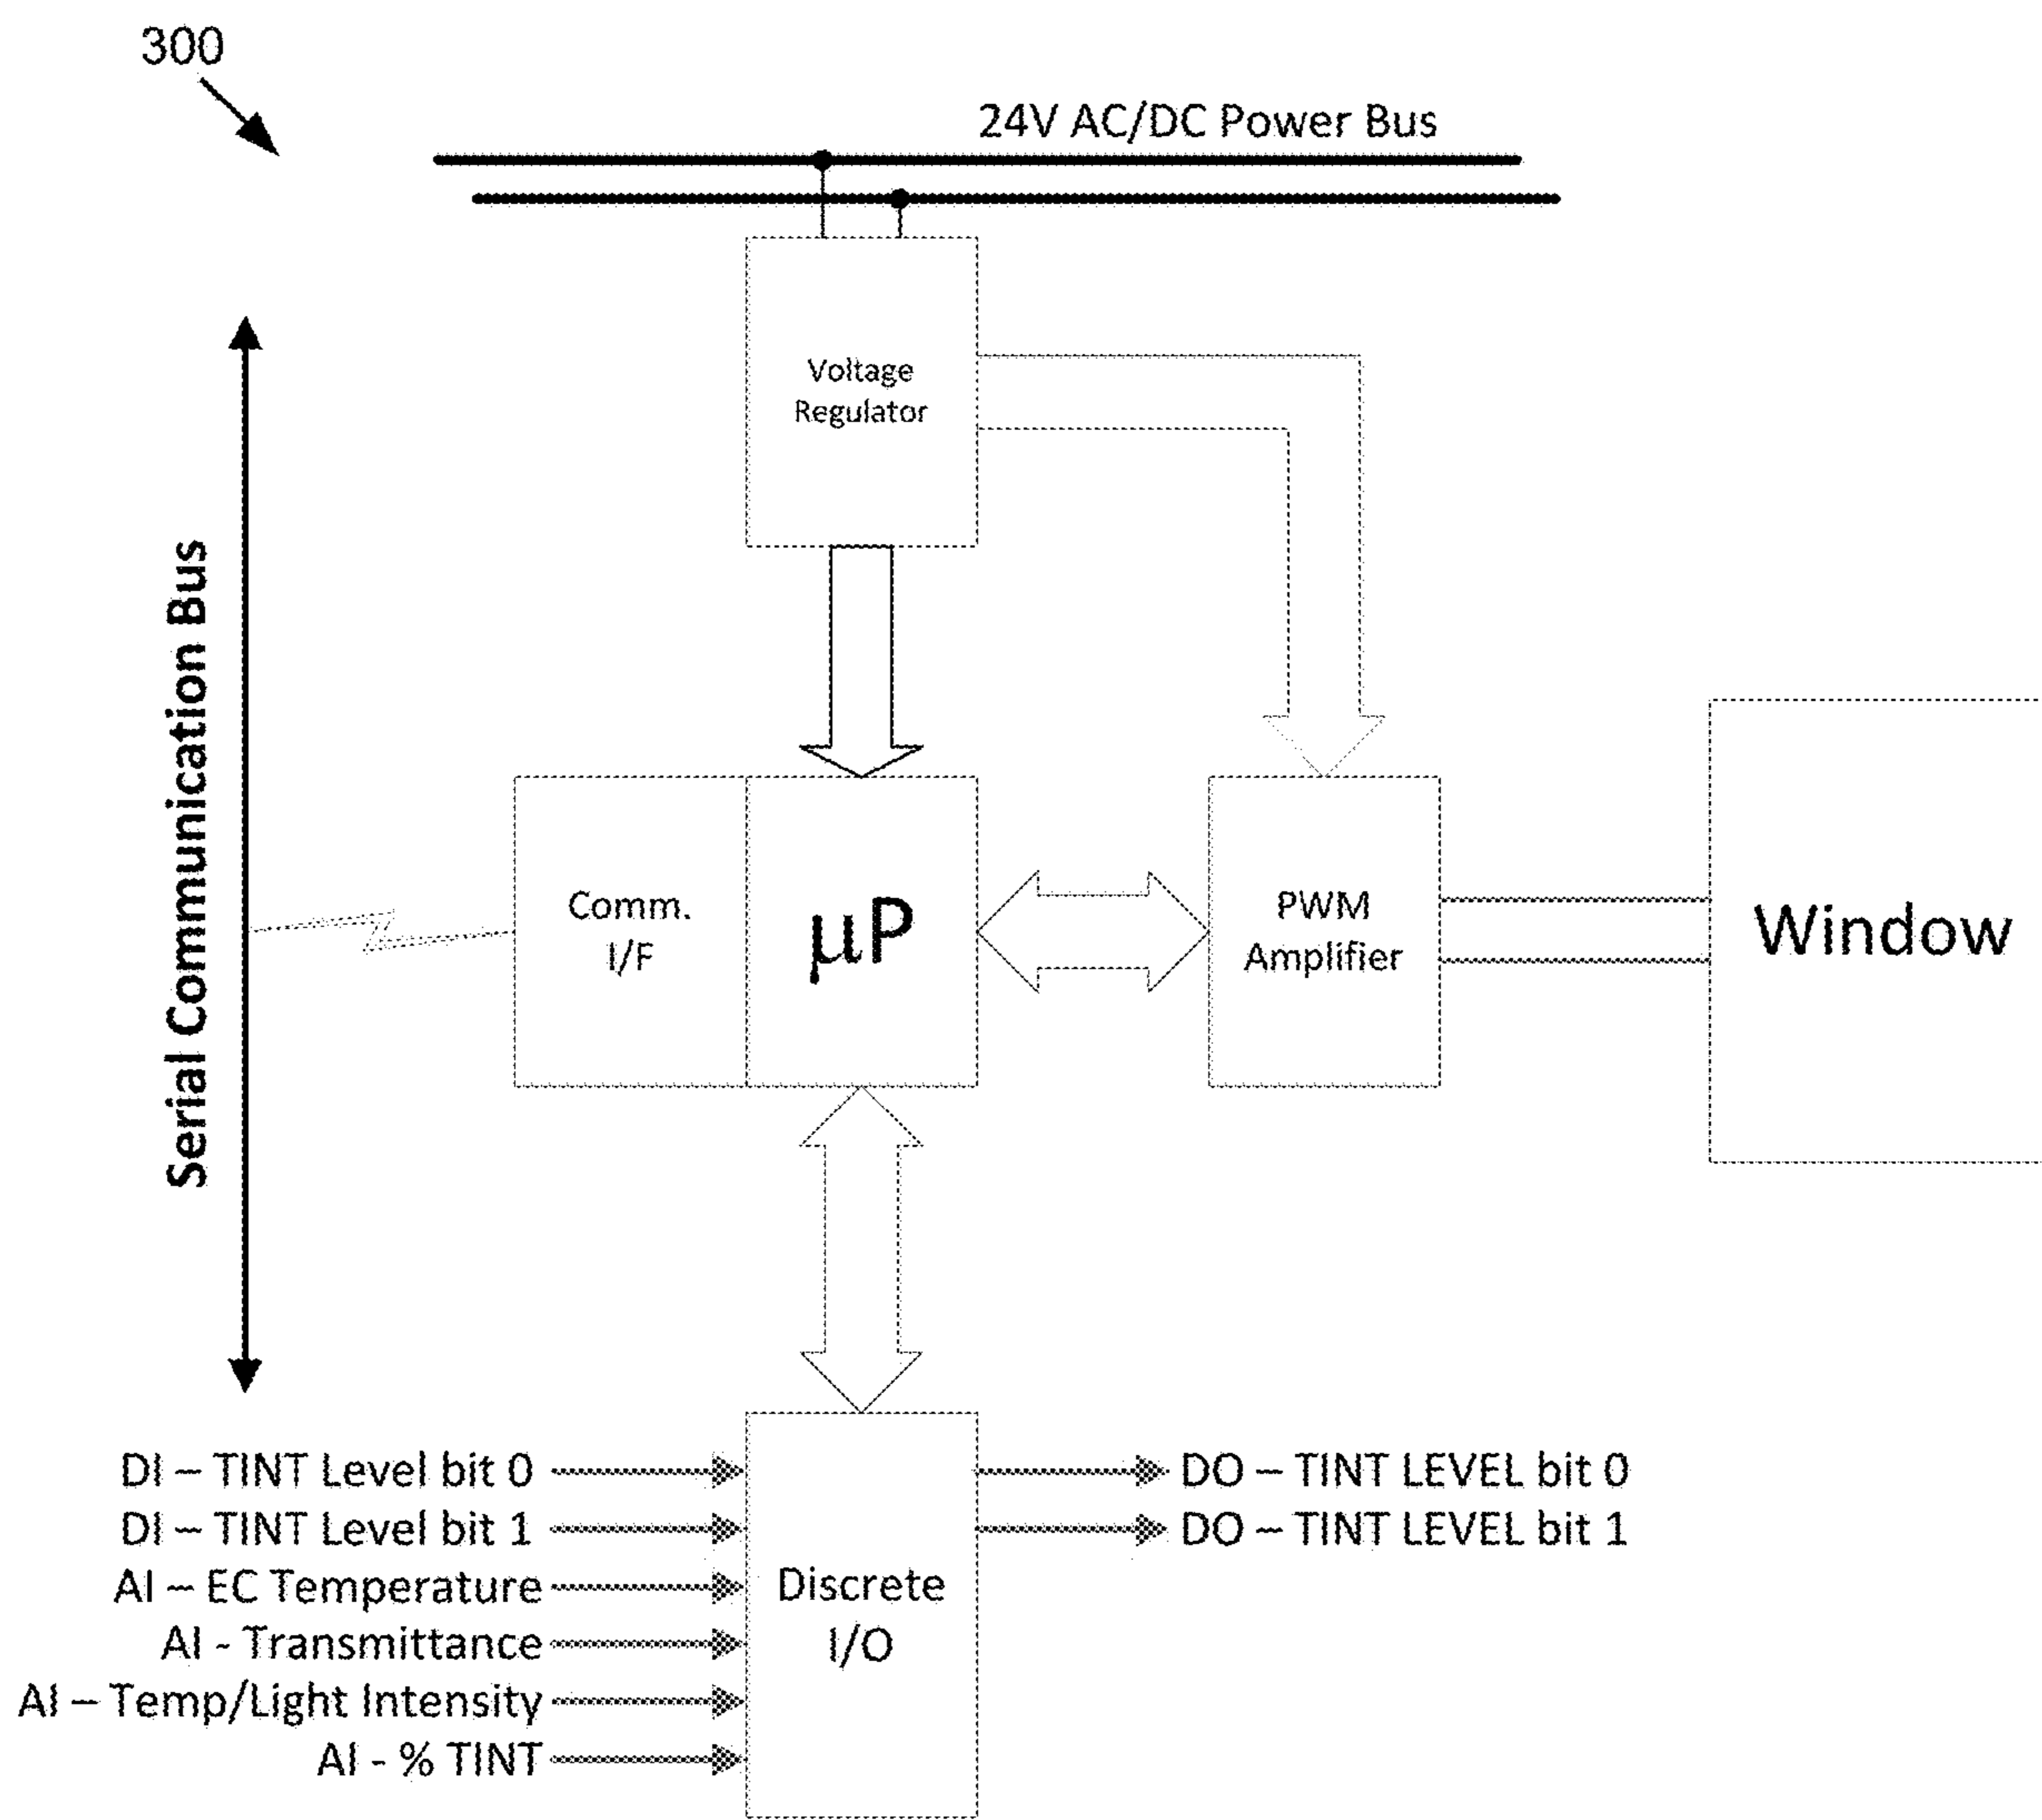 300
24V AC/DC Power Bus
Voltage
Regulator
Serial Communication Bus
Comm.
I/F
µP
PWM
Amplifier
Window
DI – TINT Level bit 0
DI – TINT Level bit 1
AI – EC Temperature
AI - Transmittance
AI – Temp/Light Intensity
AI - % TINT
Discrete
I/O
DO – TINT LEVEL bit 0
DO – TINT LEVEL bit 1